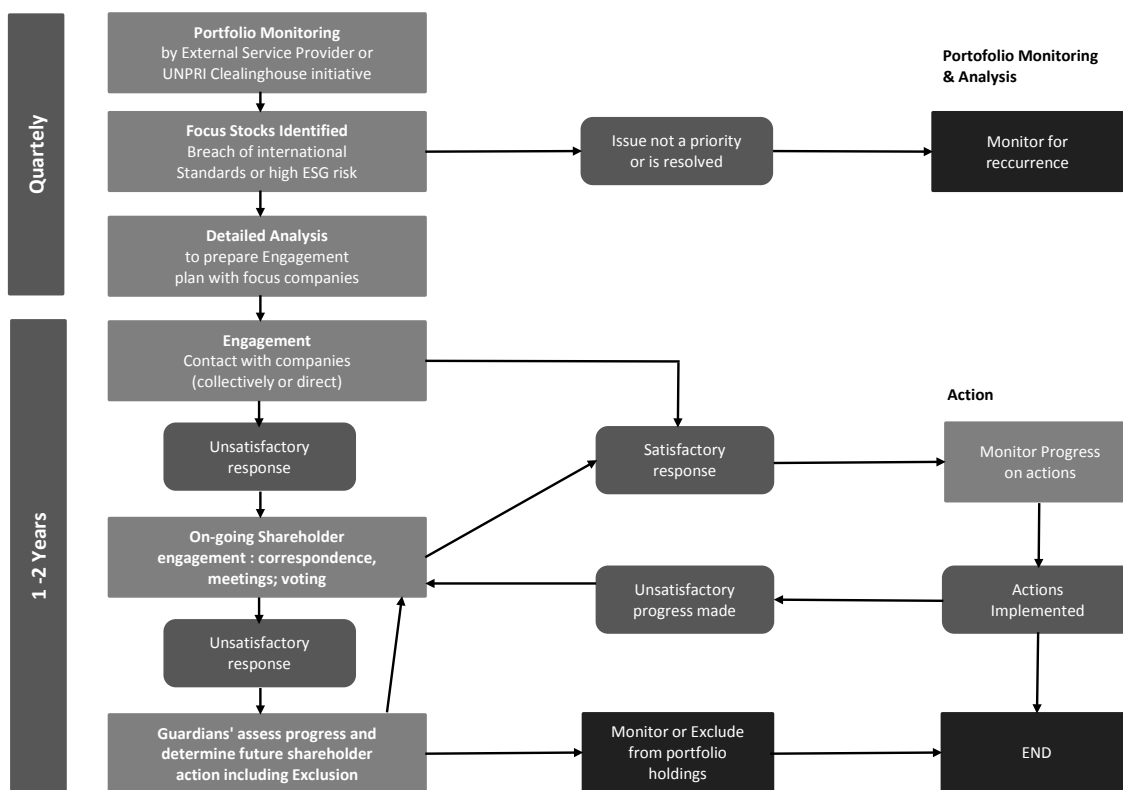 Quartely
Portfolio Monitoring
by External Service Provider or
UNPRI Clealinghouse initiative
Portofolio Monitoring
& Analysis
Focus Stocks Identified
Breach of international
Standards or high ESG risk
Issue not a priority
or is resolved
Monitor for
reccurrence
Detailed Analysis
to prepare Engagement
plan with focus companies
1 -2 Years
Engagement
Contact with companies
(collectively or direct)
Action
Unsatisfactory
response
Satisfactory
response
Monitor Progress
on actions
On-going Shareholder
engagement : correspondence,
meetings; voting
Unsatisfactory
progress made
Actions
Implemented
Unsatisfactory
response
Guardians' assess progress and
determine future shareholder
action including Exclusion
Monitor or Exclude
from portfolio
holdings
END